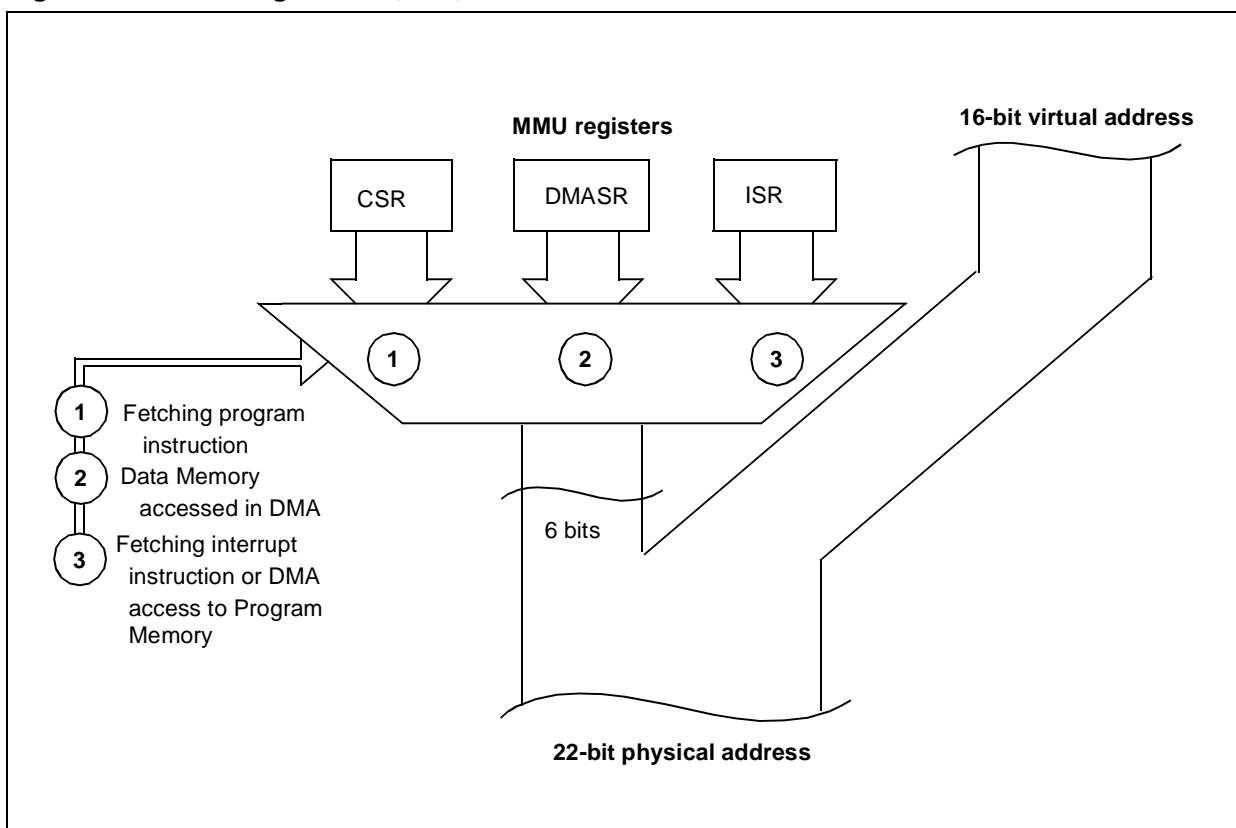 MMU registers
16-bit virtual address
CSR
DMASR
ISR
1
2
3
1
Fetching program
instruction
2
Data Memory
accessed in DMA
3
Fetching interrupt
instruction or DMA
access to Program
Memory
6 bits
22-bit physical address